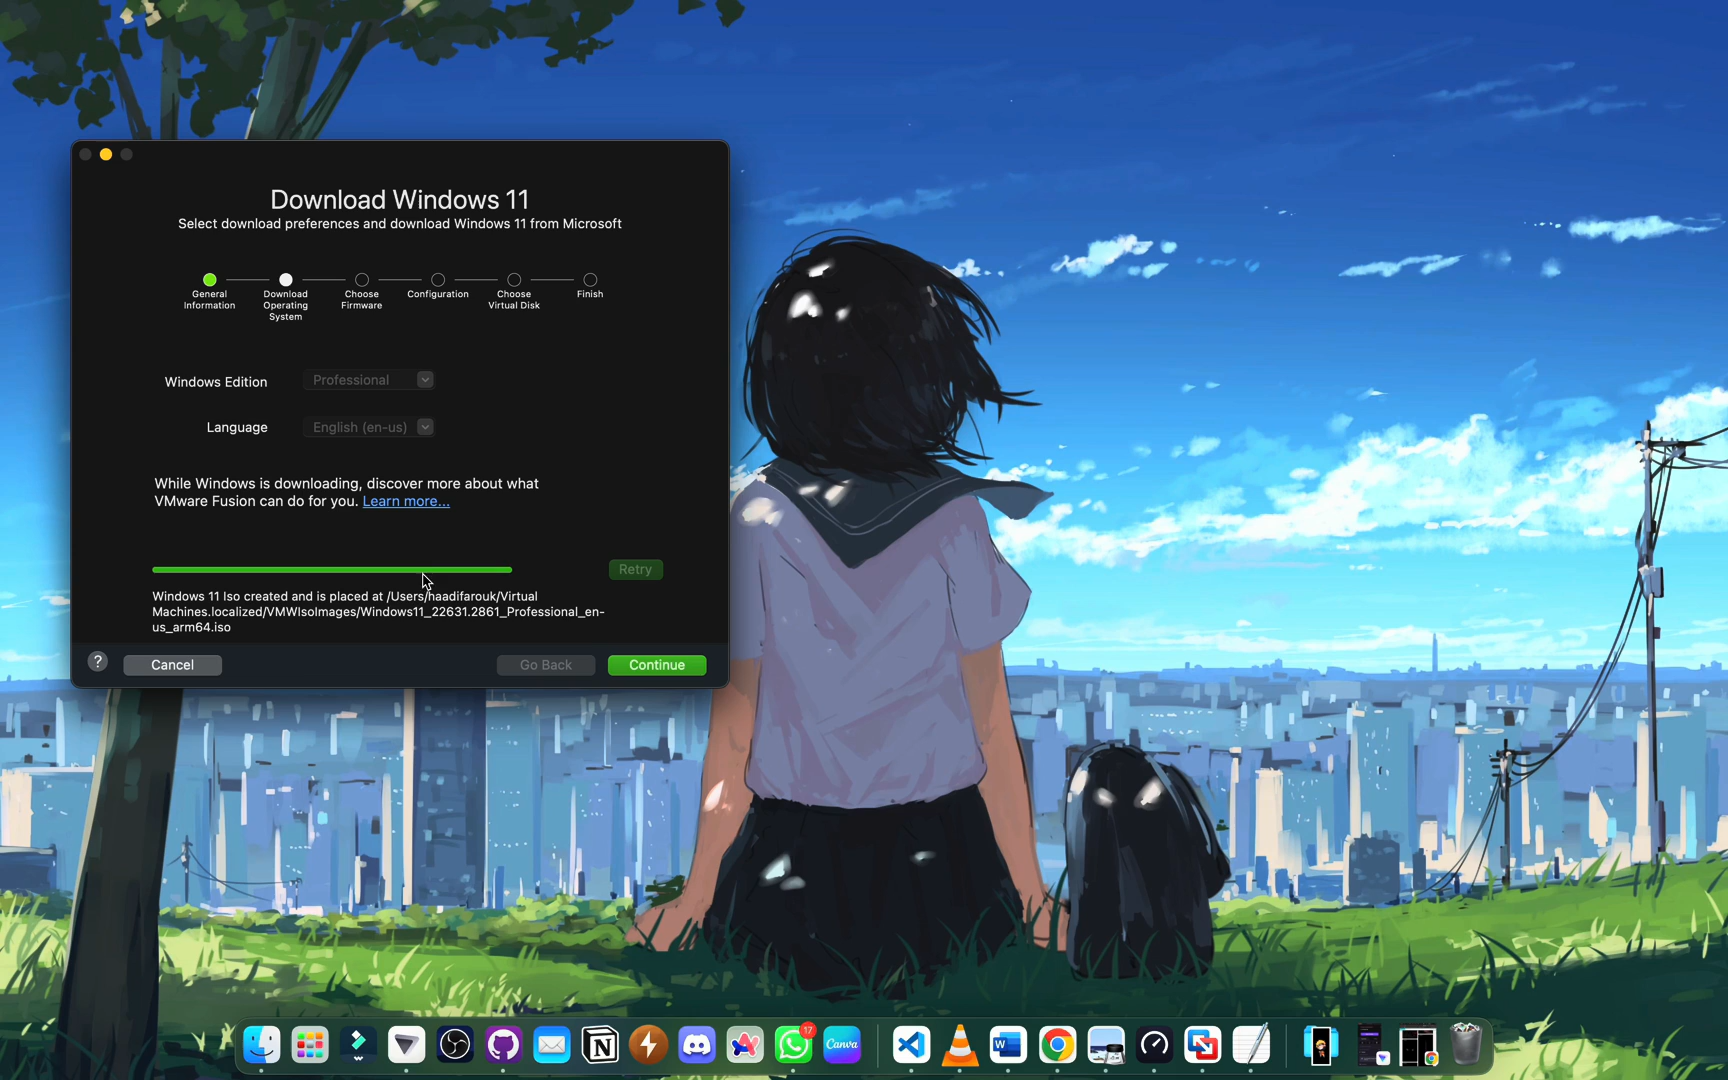 Download Windows 11
Select download preferences and download Windows 11 from Microsoft
General
Information
Download
Operating
System
Choose
Firmware
Configuration
Choose
Virtual Disk
Finish
Windows Edition
Professional
Language
English (en-us)
While Windows is downloading, discover more about what
VMware Fusion can do for you. Learn more...
Retry
Windows 11 Iso created and is placed at /Users/haadifarouk/Virtual
Machines.localized/VMWIsoImages/Windows11_22631.2861_Professional_en-
us_arm64.iso
?
Cancel
Go Back
Continue
17
Canva